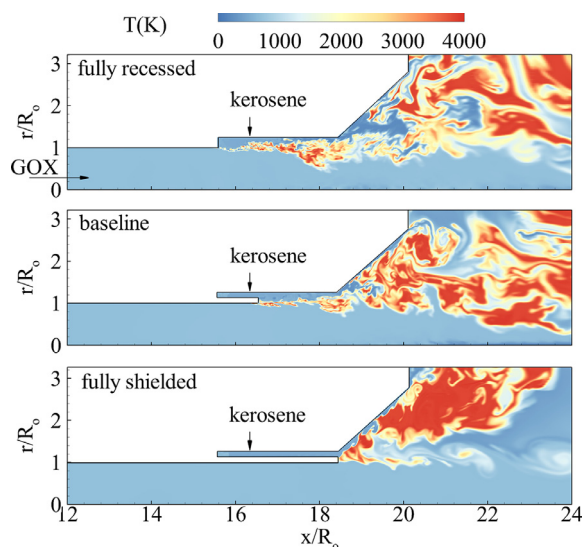 T(K)
0 1000 2000 3000 4000
fully recessed
kerosene
GOX
r/Rₒ
3
2
1
0
baseline
kerosene
r/Rₒ
3
2
1
0
fully shielded
kerosene
r/Rₒ
3
2
1
0
12 14 16 18 20 22 24
x/Rₒ